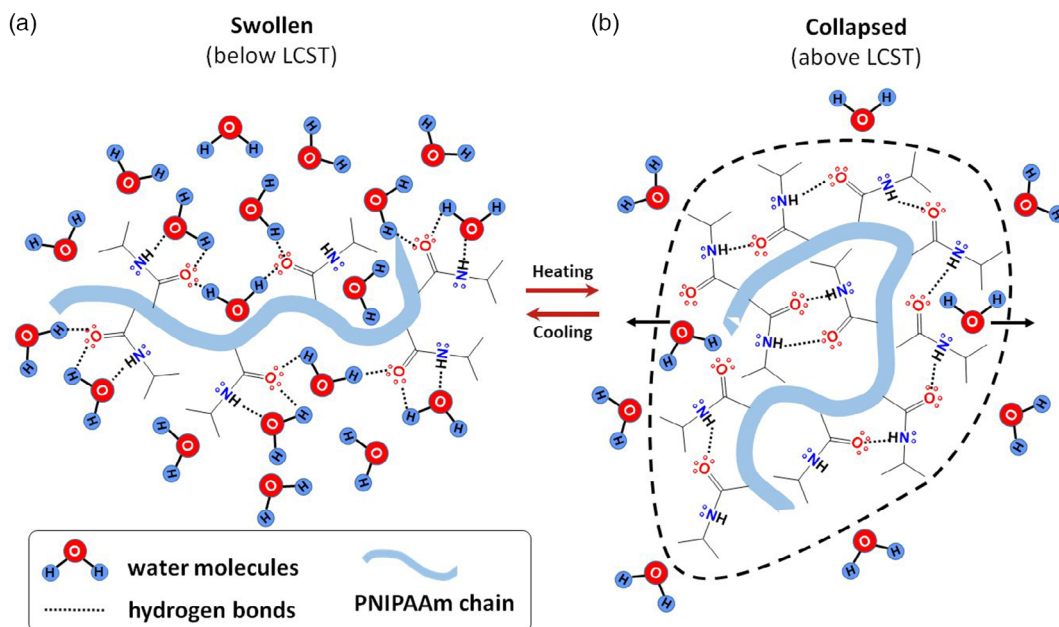 (a)
Swollen
(below LCST)
(b)
Collapsed
(above LCST)
Heating
Cooling
water molecules
hydrogen bonds
PNIPAAm chain